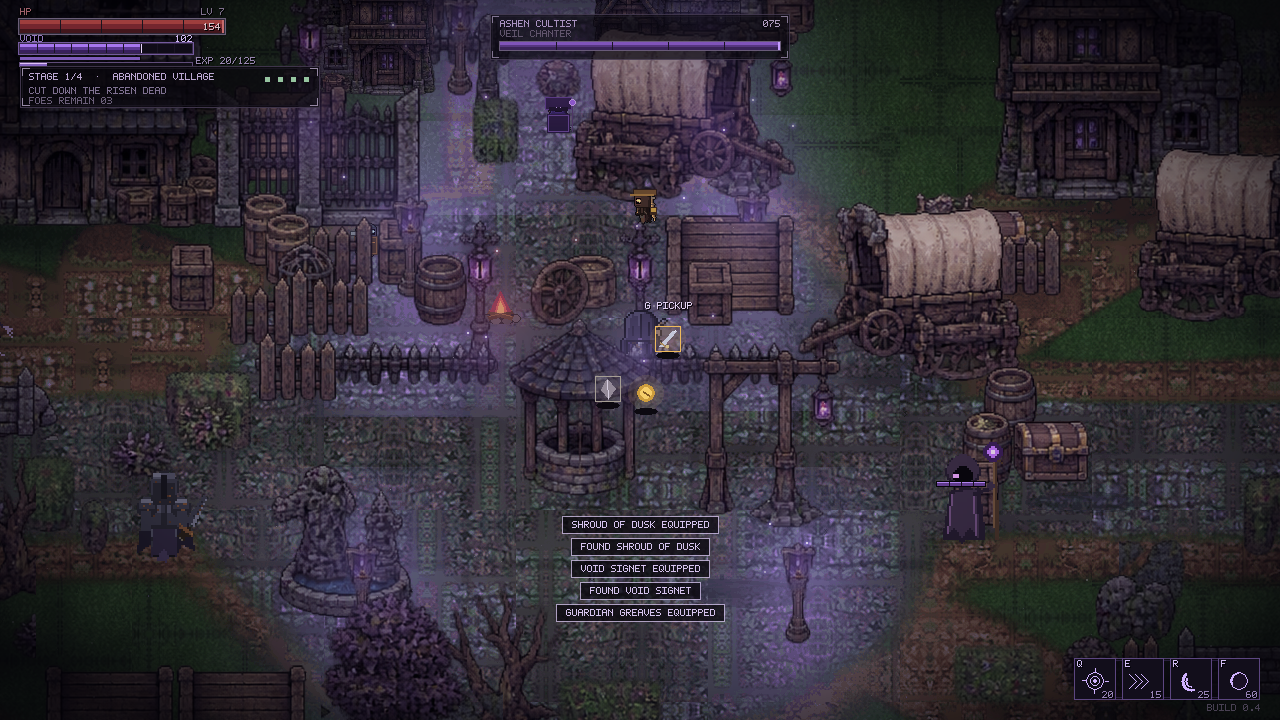 HP
LV 7
154
VOID
102
EXP 20/125
STAGE 1/4 · ABANDONED VILLAGE
CUT DOWN THE RISEN DEAD
FOES REMAIN 03
ASHEN CULTIST
075
VEIL CHANTER
G PICKUP
SHROUD OF DUSK EQUIPPED
FOUND SHROUD OF DUSK
VOID SIGNET EQUIPPED
FOUND VOID SIGNET
GUARDIAN GREAVES EQUIPPED
Q
20
E
15
R
25
F
60
BUILD 0.4